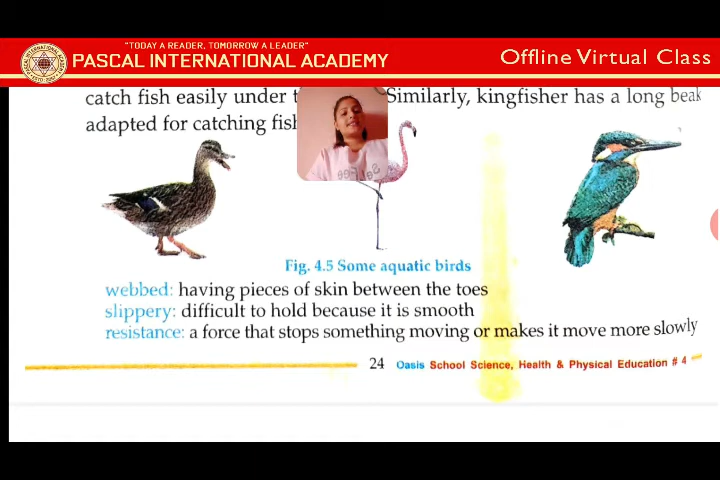 "TODAY A READER, TOMORROW A LEADER"
PASCAL INTERNATIONAL ACADEMY
Offline Virtual Class
catch fish easily under Similarly, kingfisher has a long beak
adapted for catching fish
Fig. 4.5 Some aquatic birds
webbed: having pieces of skin between the toes
slippery: difficult to hold because it is smooth
resistance: a force that stops something moving or makes it move more slowly
24 Oasis School Science, Health & Physical Education # 4